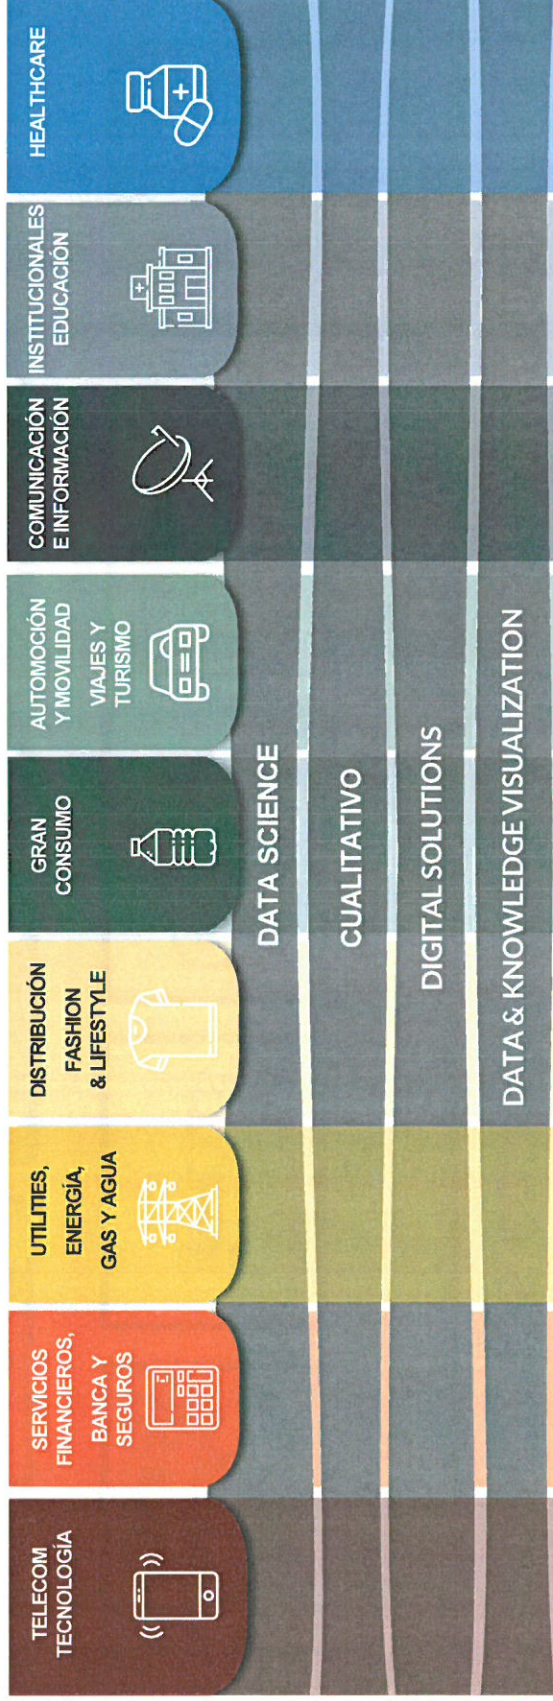 TELECOM
TECNOLOGÍA
SERVICIOS
FINANCIEROS,
BANCA Y
SEGUROS
UTILITIES,
ENERGÍA,
GAS Y AGUA
DISTRIBUCIÓN
FASHION
& LIFESTYLE
GRAN
CONSUMO
AUTOMOCIÓN
Y MOVILIDAD
VIAJES Y
TURISMO
COMUNICACIÓN
E INFORMACIÓN
INSTITUCIONALES
EDUCACIÓN
HEALTHCARE
DATA SCIENCE
CUALITATIVO
DIGITAL SOLUTIONS
DATA & KNOWLEDGE VISUALIZATION